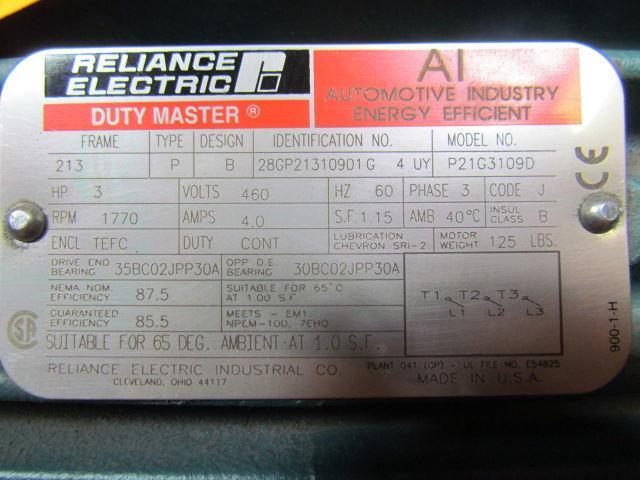 RELIANCE
ELECTRIC
DUTY MASTER ®
AI
AUTOMOTIVE INDUSTRY
ENERGY EFFICIENT
FRAME TYPE DESIGN IDENTIFICATION NO. MODEL NO.
213 P B 28GP21310901G 4 UY P21G3109D
HP 3 VOLTS 460 HZ 60 PHASE 3 CODE J
RPM 1770 AMPS 4.0 S.F. 1.15 AMB 40°C INSUL CLASS B
ENCL TEFC DUTY CONT LUBRICATION CHEVRON SRI-2 MOTOR WEIGHT 125 LBS.
DRIVE END BEARING 35BC02JPP30A OPP D.E. BEARING 30BC02JPP30A
NEMA NOM. EFFICIENCY 87.5 SUITABLE FOR 65°C AT 1.00 S.F.
GUARANTEED EFFICIENCY 85.5 MEETS - EM1 NPEM-100, 7EHQ
SUITABLE FOR 65 DEG. AMBIENT AT 1.0 S.F.
T1 T2 T3
L1 L2 L3
RELIANCE ELECTRIC INDUSTRIAL CO.
CLEVELAND, OHIO 44117
PLANT 041 (CP) - UL FILE NO. E54825
MADE IN U.S.A.
CE
SA
900-1-H